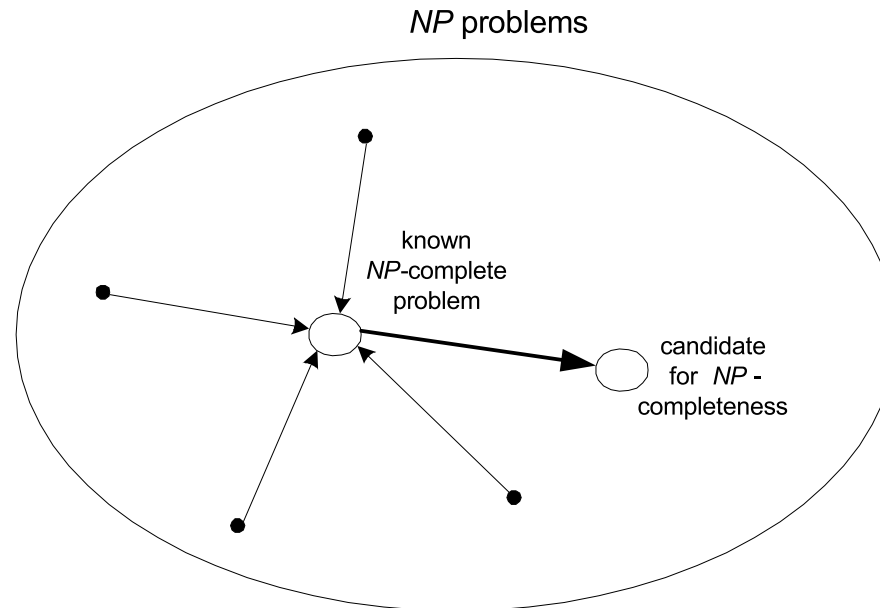 NP problems
known
NP-complete
problem
candidate
for NP -
completeness